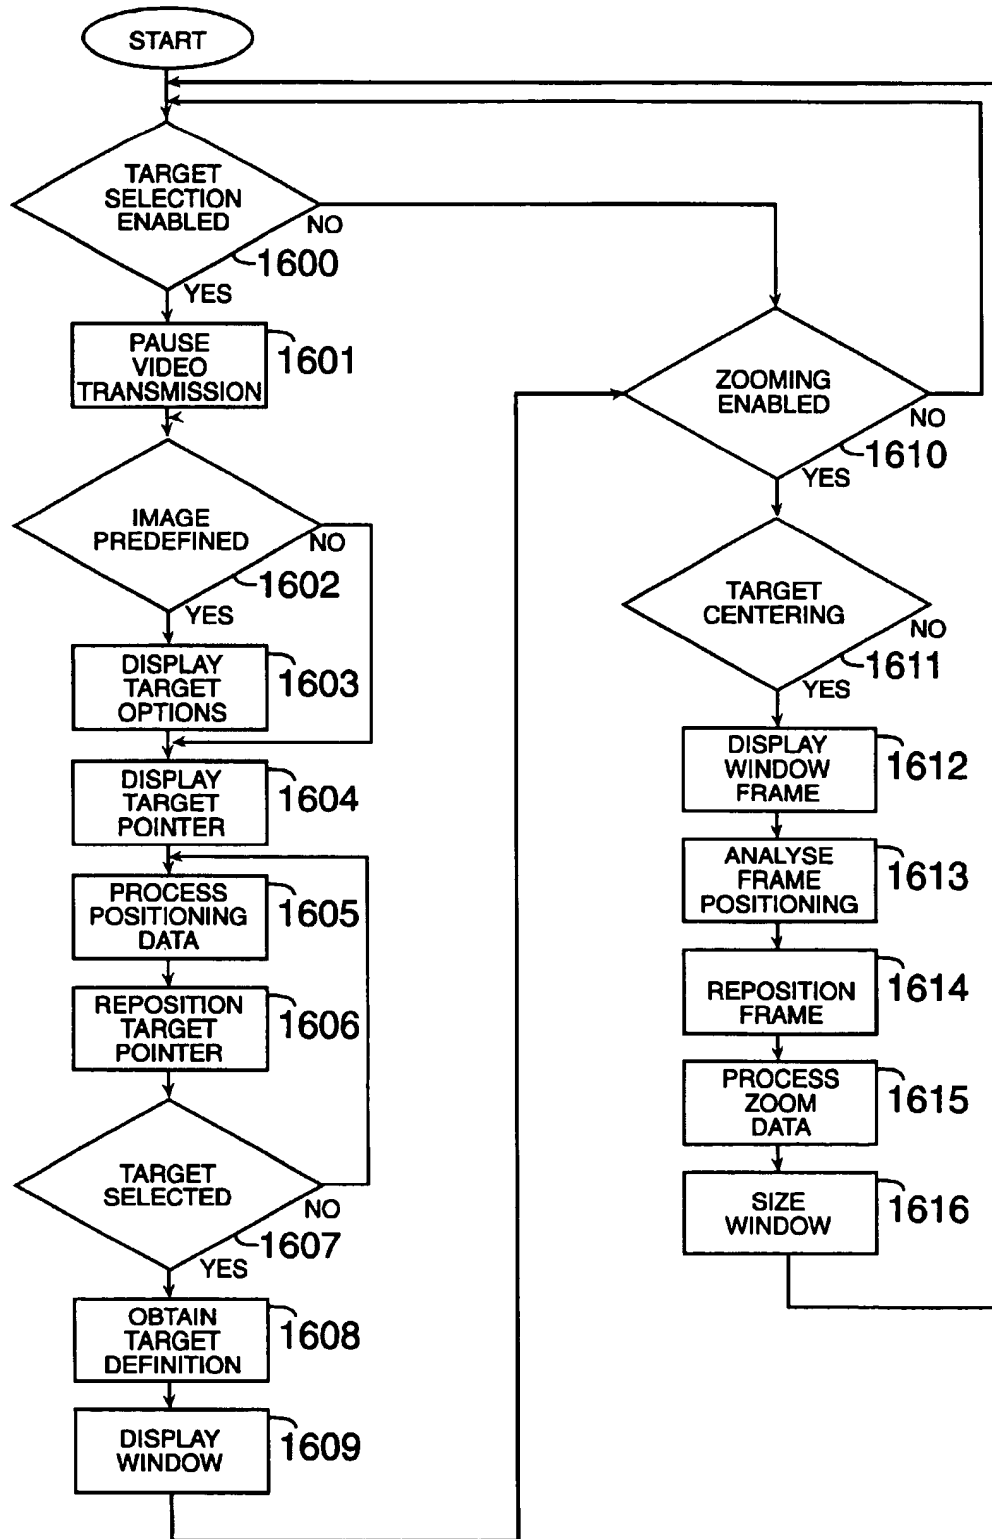 START
TARGET
SELECTION
ENABLED
NO
1600
YES
PAUSE
VIDEO
TRANSMISSION
1601
IMAGE
PREDEFINED
NO
1602
YES
DISPLAY
TARGET
OPTIONS
1603
DISPLAY
TARGET
POINTER
1604
PROCESS
POSITIONING
DATA
1605
REPOSITION
TARGET
POINTER
1606
TARGET
SELECTED
NO
1607
YES
OBTAIN
TARGET
DEFINITION
1608
DISPLAY
WINDOW
1609
ZOOMING
ENABLED
NO
1610
YES
TARGET
CENTERING
NO
1611
YES
DISPLAY
WINDOW
FRAME
1612
ANALYSE
FRAME
POSITIONING
1613
REPOSITION
FRAME
1614
PROCESS
ZOOM
DATA
1615
SIZE
WINDOW
1616